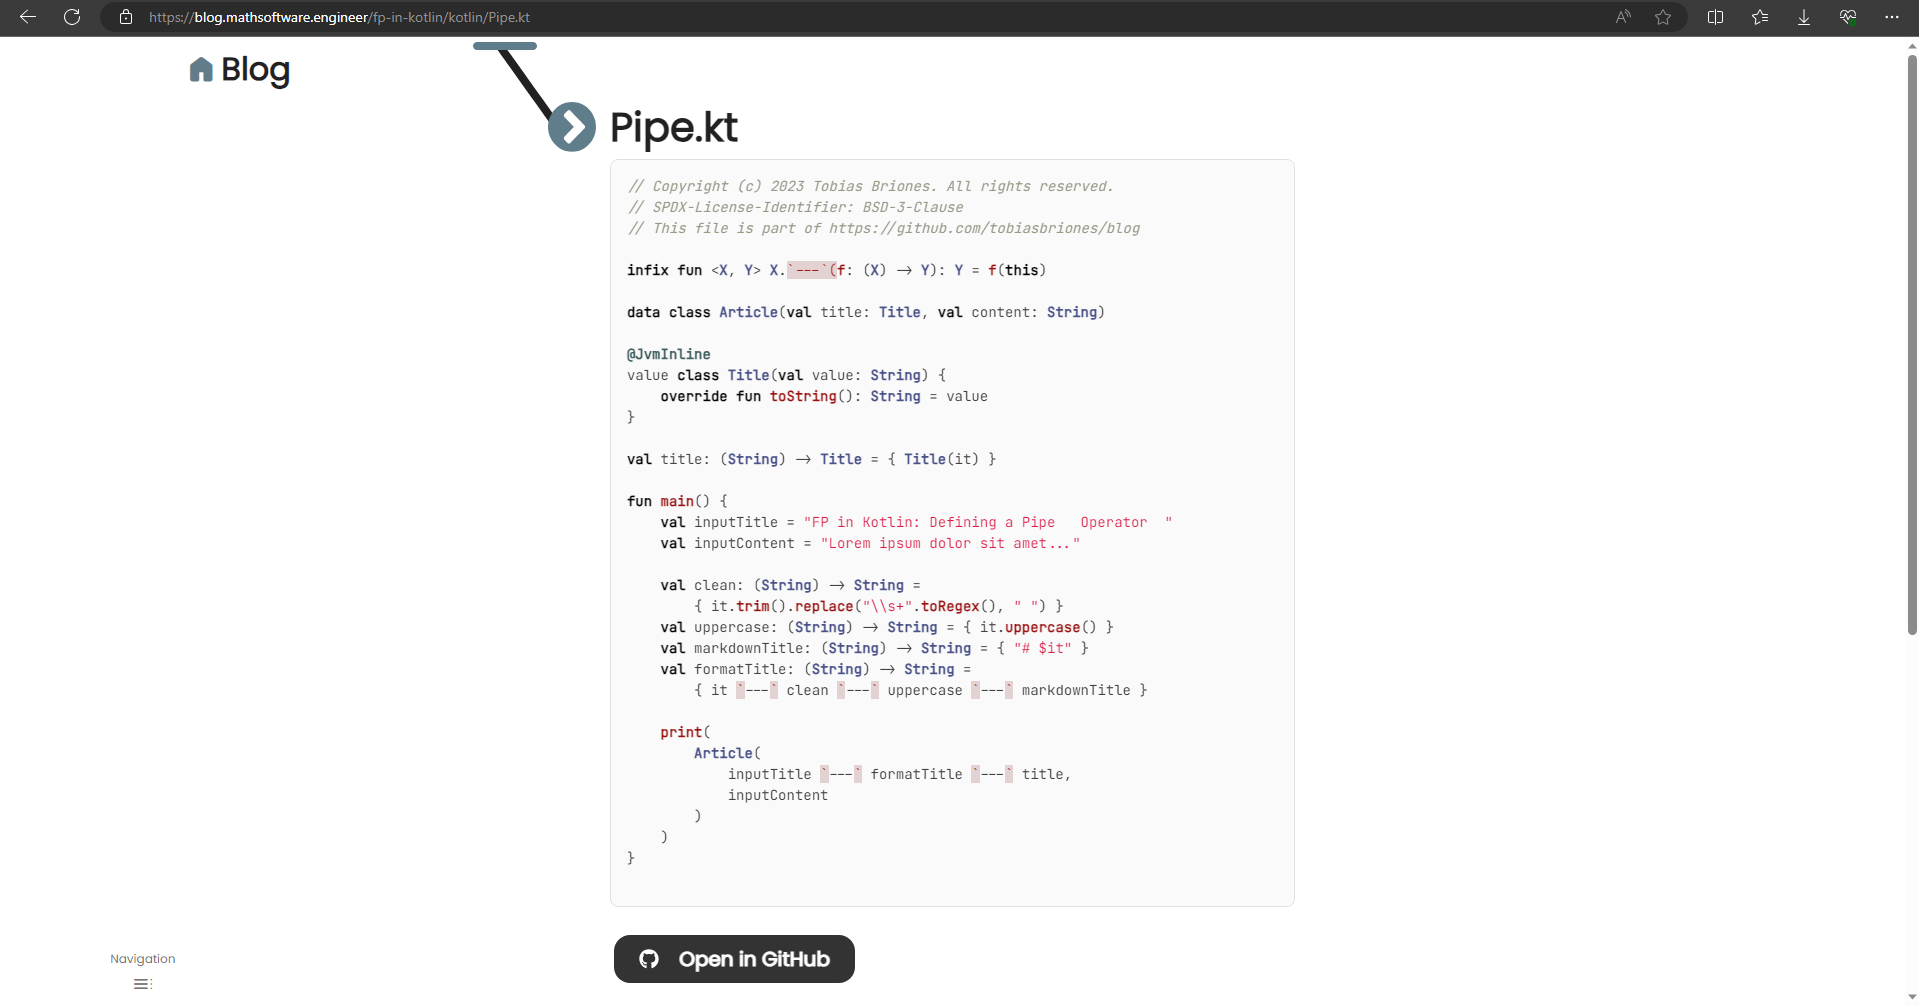 https://blog.mathsoftware.engineer/fp-in-kotlin/kotlin/Pipe.kt
Blog
Pipe.kt
// Copyright (c) 2023 Tobias Briones. All rights reserved.
// SPDX-License-Identifier: BSD-3-Clause
// This file is part of https://github.com/tobiasbriones/blog
infix fun <X, Y> X.`---`(f: (X) -> Y): Y = f(this)
data class Article(val title: Title, val content: String)
@JvmInline
value class Title(val value: String) {
    override fun toString(): String = value
}
val title: (String) -> Title = { Title(it) }
fun main() {
    val inputTitle = "FP in Kotlin: Defining a Pipe   Operator  "
    val inputContent = "Lorem ipsum dolor sit amet..."
    val clean: (String) -> String =
        { it.trim().replace("\\s+".toRegex(), " ") }
    val uppercase: (String) -> String = { it.uppercase() }
    val markdownTitle: (String) -> String = { "# $it" }
    val formatTitle: (String) -> String =
        { it `---` clean `---` uppercase `---` markdownTitle }
    print(
        Article(
            inputTitle `---` formatTitle `---` title,
            inputContent
        )
    )
}
Open in GitHub
Navigation